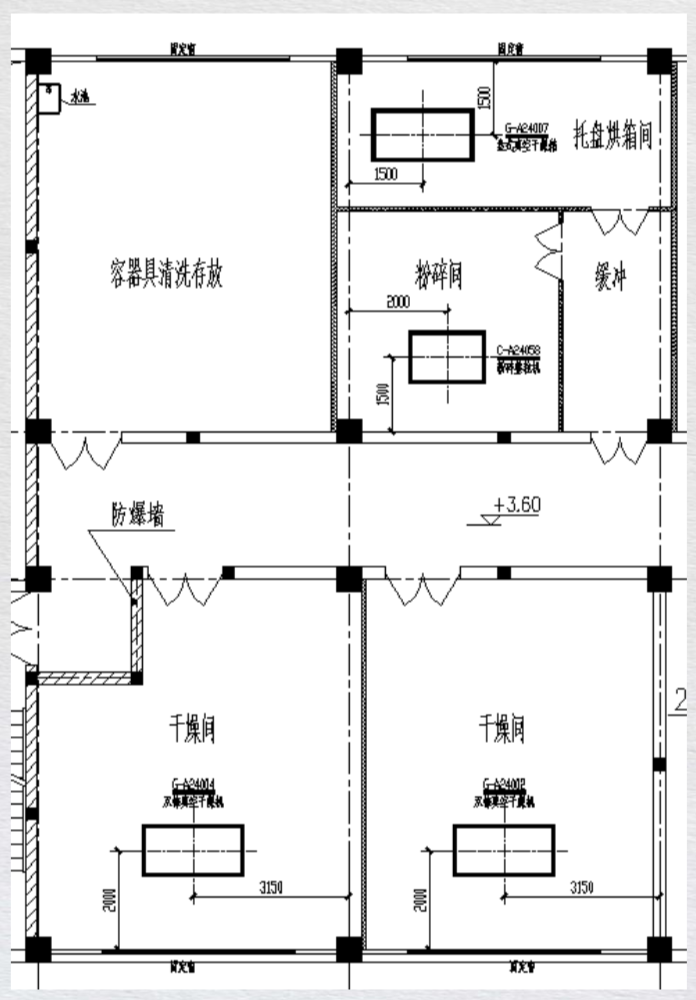 固定窗
固定窗
水池
1500
G-A24007
盘式真空干燥箱
托盘烘箱间
1500
容器具清洗存放
粉碎间
缓冲
2000
C-A24058
粉碎整粒机
1500
防爆墙
+3.60
2
干燥间
干燥间
G-A24004
双锥真空干燥机
G-A24002
双锥真空干燥机
2000
3150
2000
3150
固定窗
固定窗